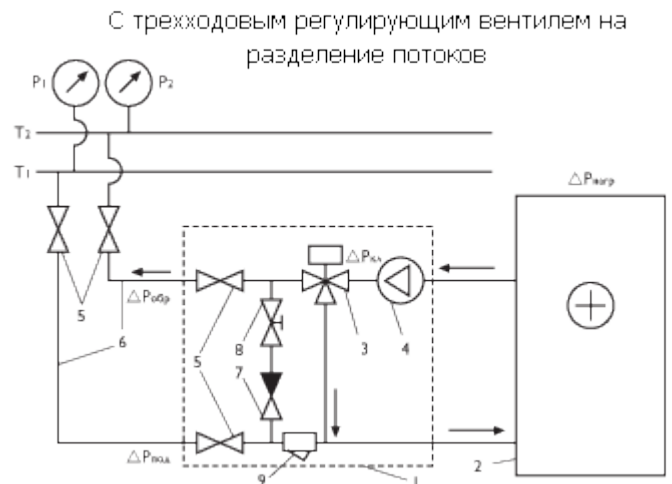 С трехходовым регулирующим вентилем на
разделение потоков
P1
P2
T2
T1
△Pнагр
△Pкл
△Pобр
5
6
8
3
4
5
7
△Pпод
9
1
2